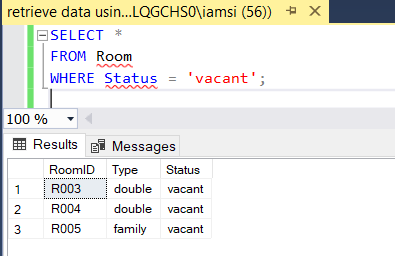 retrieve data usin...LQGCHS0\iamsi (56))
SELECT *
FROM Room
WHERE Status = 'vacant';
100 %
Results Messages
RoomID Type Status
1 R003 double vacant
2 R004 double vacant
3 R005 family vacant